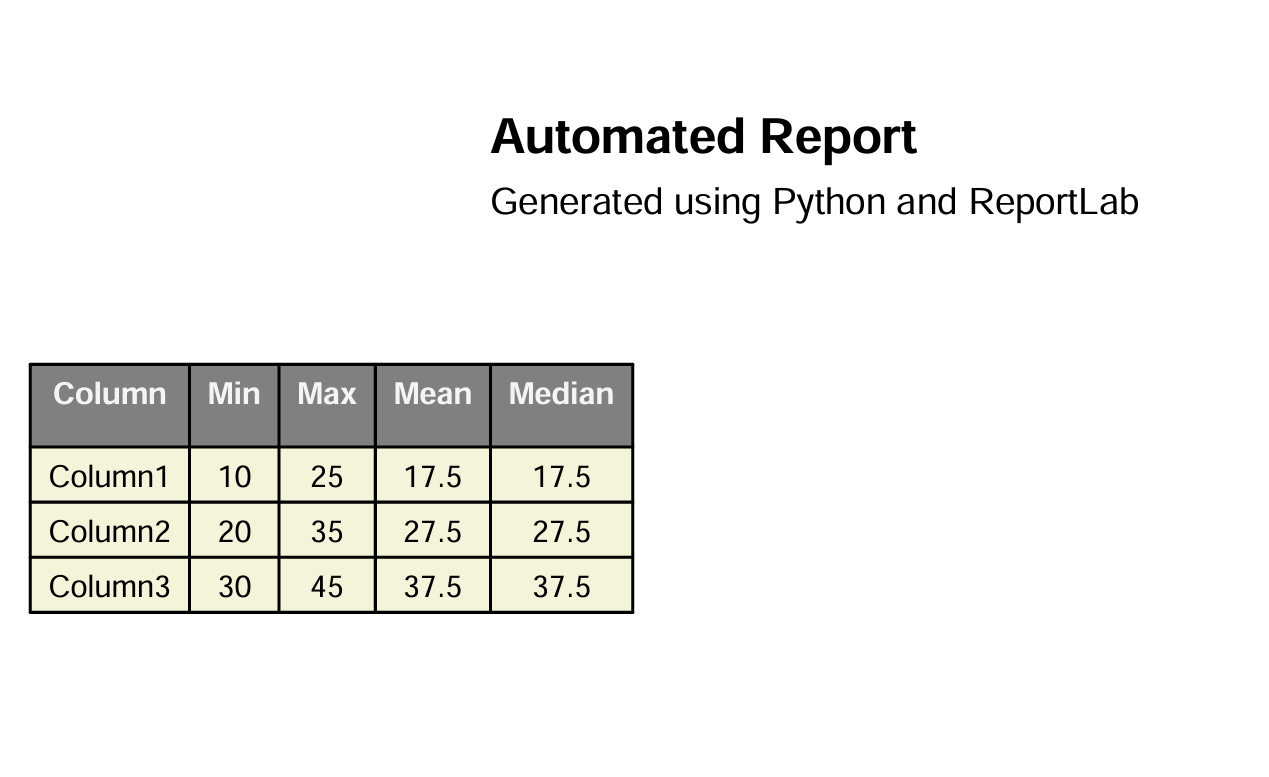 Automated Report
Generated using Python and ReportLab
Column Min Max Mean Median
Column1 10 25 17.5 17.5
Column2 20 35 27.5 27.5
Column3 30 45 37.5 37.5